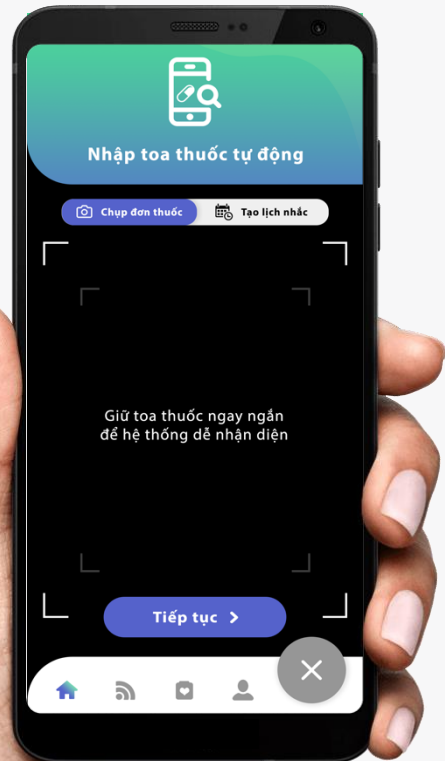 Nhập toa thuốc tự động
Chụp đơn thuốc
Tạo lịch nhắc
Giữ toa thuốc ngay ngắn
để hệ thống dễ nhận diện
Tiếp tục